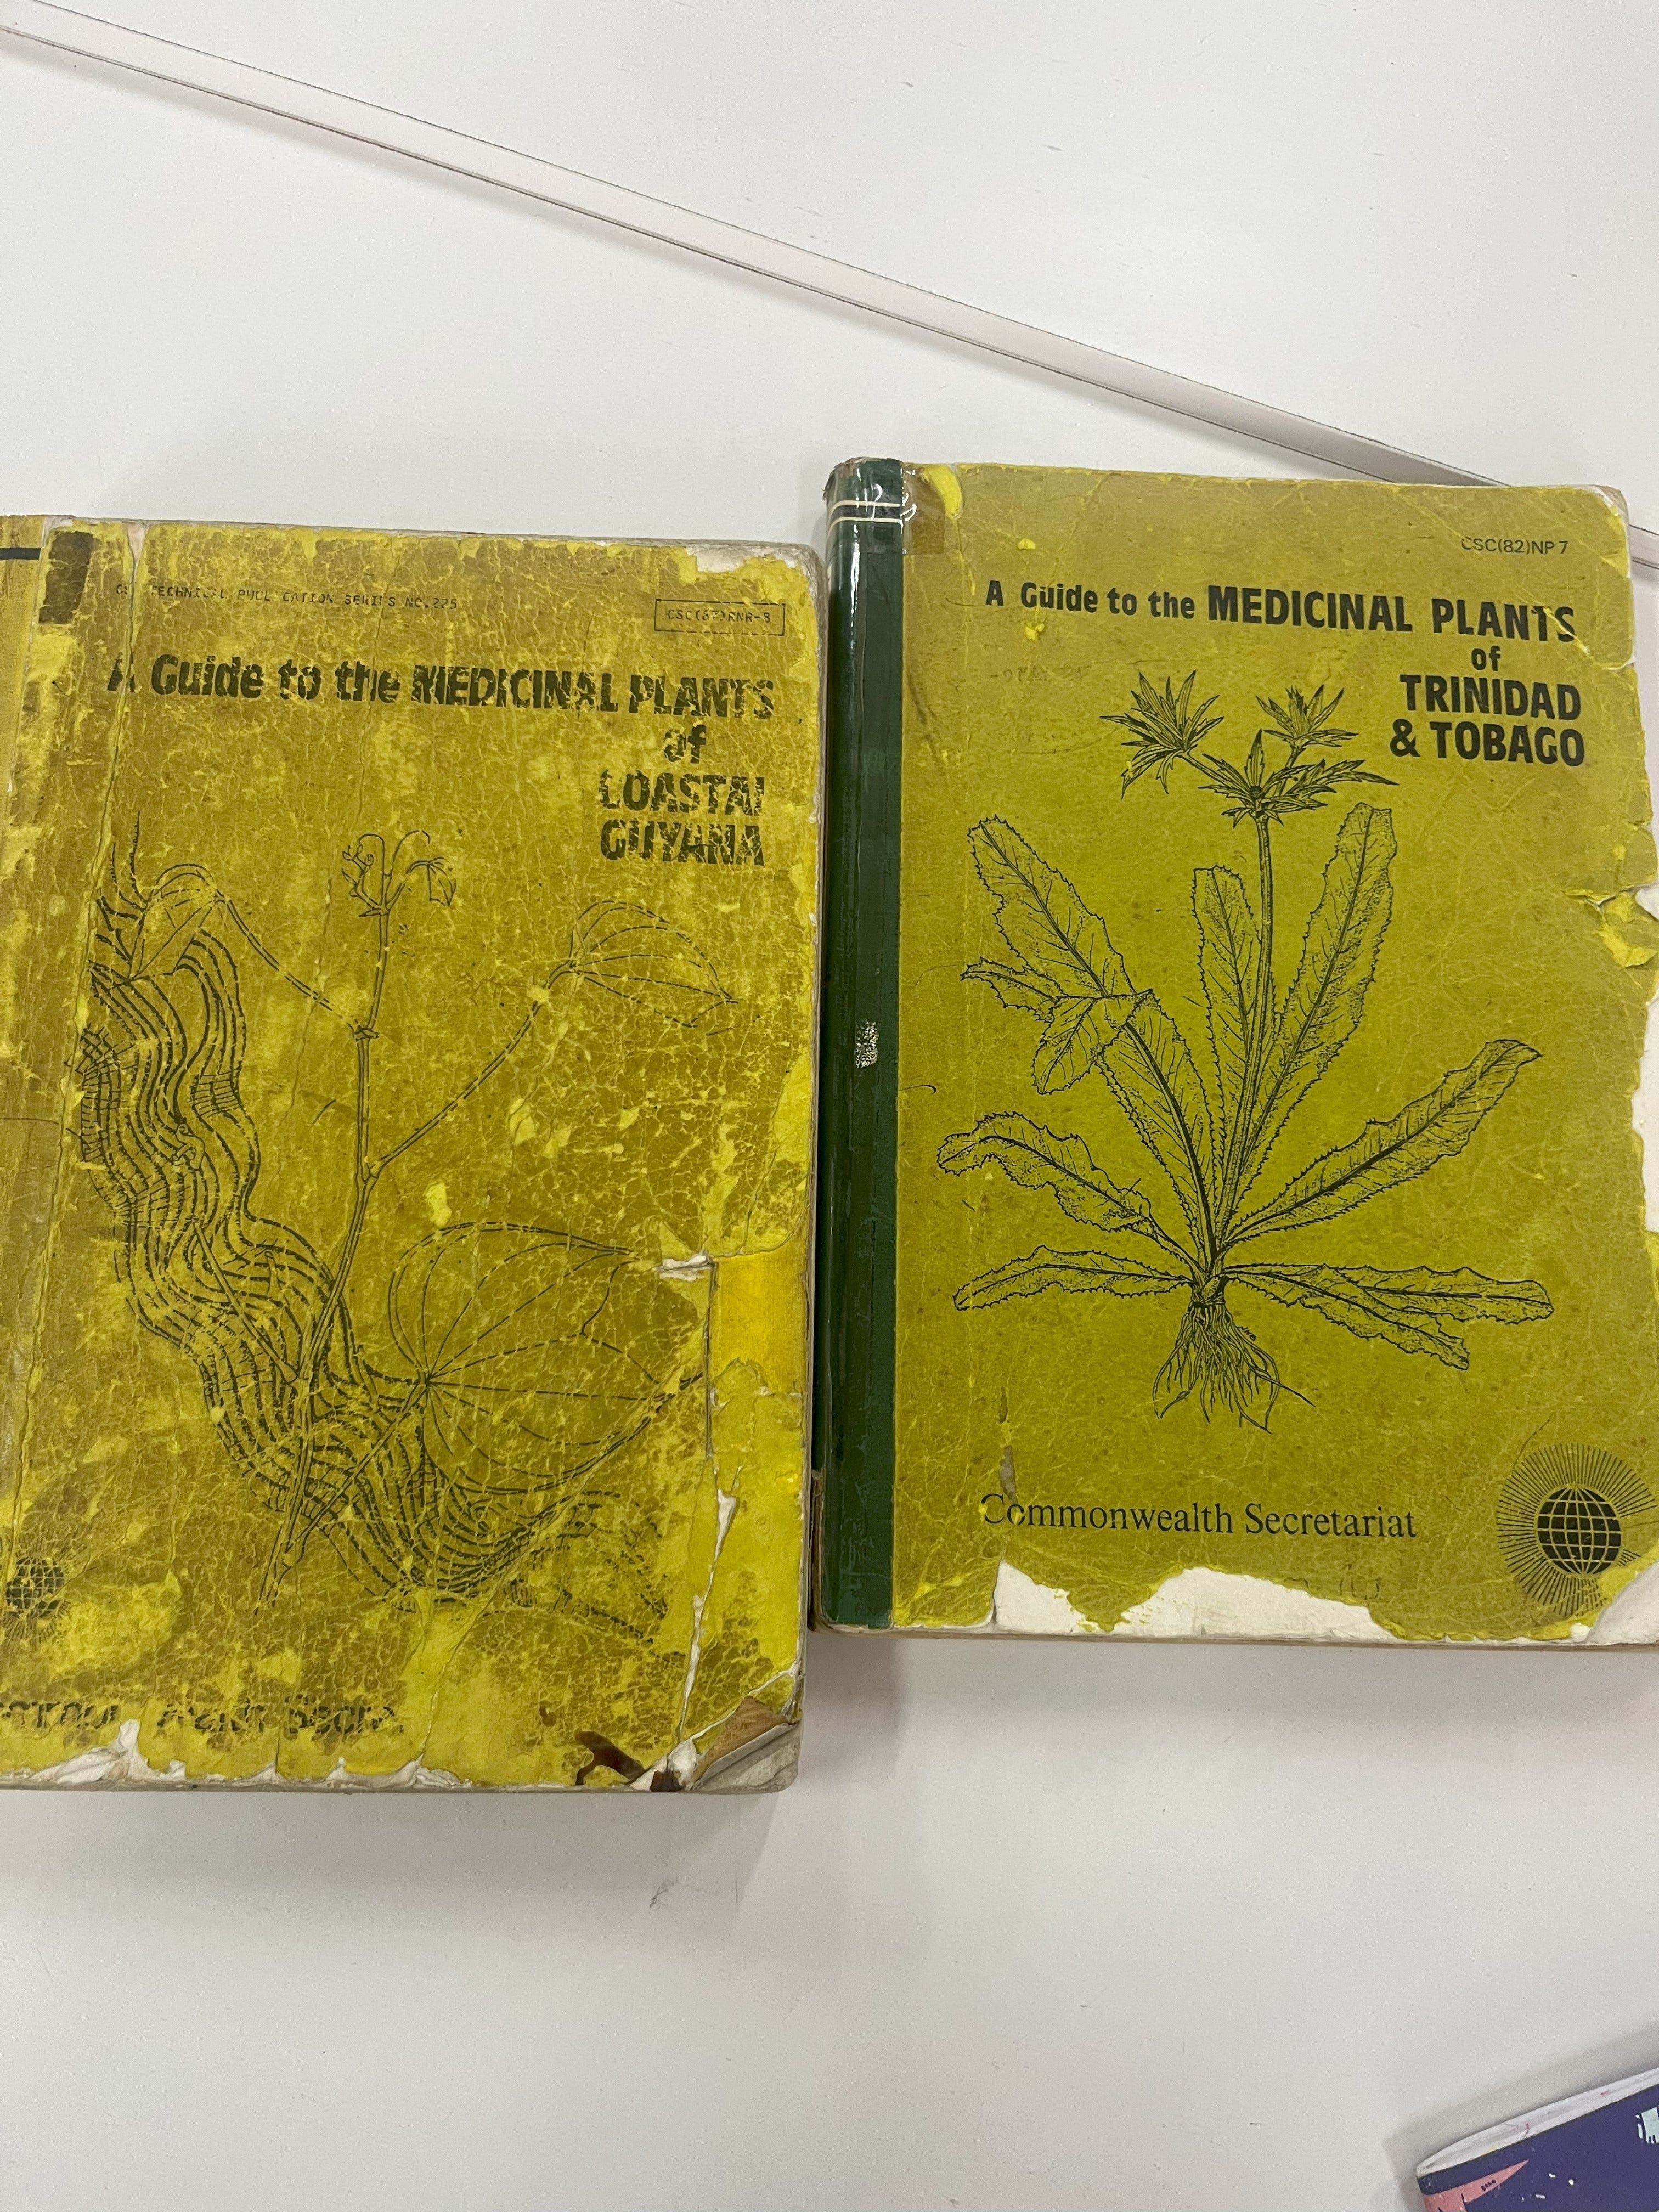 TECHNICAL PUBLICATION SERIES NO.225
A Guide to the MEDICINAL PLANTS
of
COASTAL
GUYANA
CSC(82)NP 7
A Guide to the MEDICINAL PLANTS
of
TRINIDAD
& TOBAGO
Commonwealth Secretariat